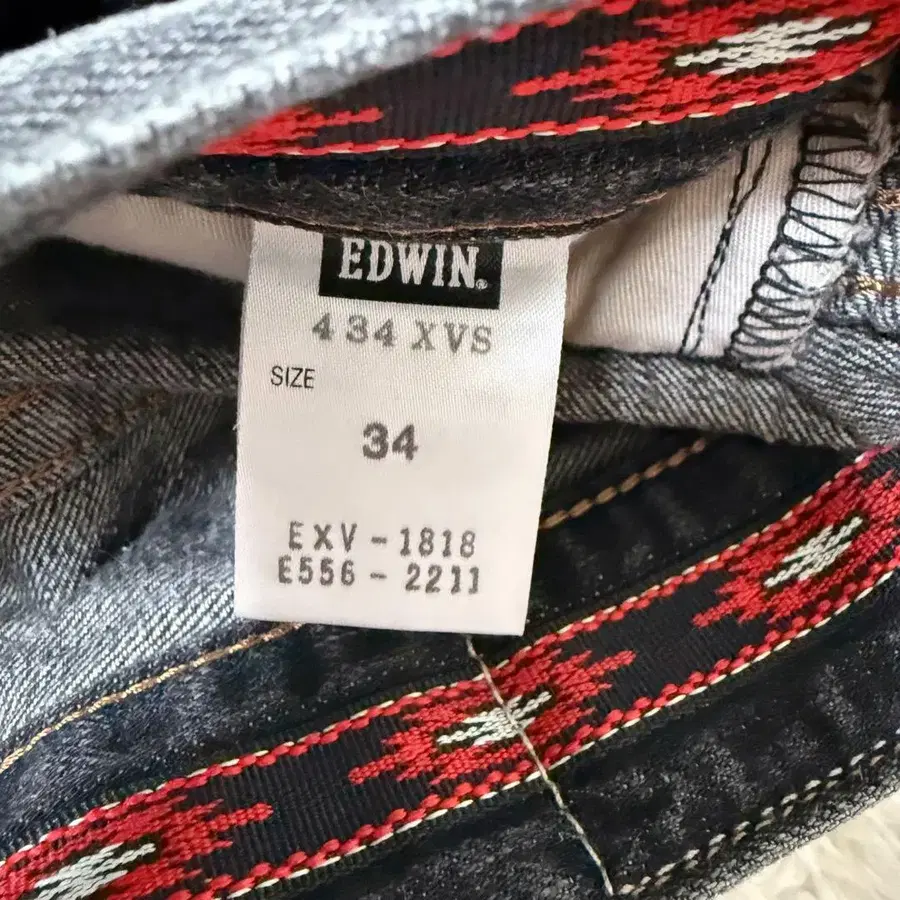 EDWIN.
434 XVS
SIZE
34
EXV-1818
E556-2211